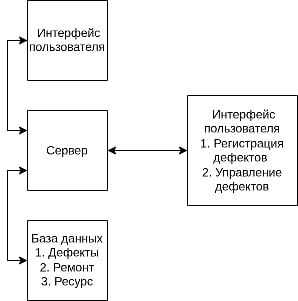 Интерфейс
пользователя
Сервер
Интерфейс
пользователя
1. Регистрация
дефектов
2. Управление
дефектов
База данных
1. Дефекты
2. Ремонт
3. Ресурс